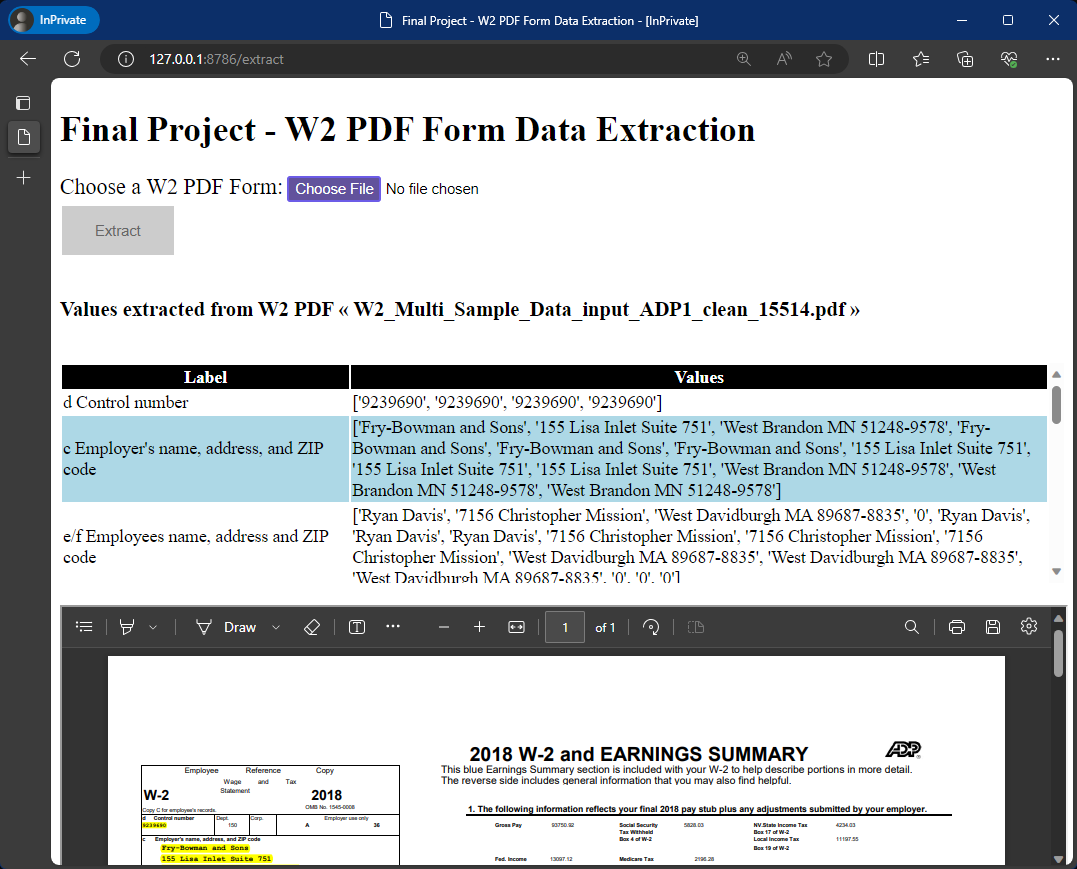 InPrivate
Final Project - W2 PDF Form Data Extraction - [InPrivate]
127.0.0.1:8786/extract
Final Project - W2 PDF Form Data Extraction
Choose a W2 PDF Form: Choose File No file chosen
Extract
Values extracted from W2 PDF « W2_Multi_Sample_Data_input_ADP1_clean_15514.pdf »
Label Values
d Control number ['9239690', '9239690', '9239690', '9239690']
c Employer's name, address, and ZIP
code
['Fry-Bowman and Sons', '155 Lisa Inlet Suite 751', 'West Brandon MN 51248-9578', 'Fry-
Bowman and Sons', 'Fry-Bowman and Sons', 'Fry-Bowman and Sons', '155 Lisa Inlet Suite 751',
'155 Lisa Inlet Suite 751', '155 Lisa Inlet Suite 751', 'West Brandon MN 51248-9578', 'West
Brandon MN 51248-9578', 'West Brandon MN 51248-9578']
e/f Employees name, address and ZIP
code
['Ryan Davis', '7156 Christopher Mission', 'West Davidburgh MA 89687-8835', '0', 'Ryan Davis',
'Ryan Davis', 'Ryan Davis', '7156 Christopher Mission', '7156 Christopher Mission', '7156
Christopher Mission', 'West Davidburgh MA 89687-8835', 'West Davidburgh MA 89687-8835',
'West Davidburgh MA 89687-8835', '0', '0', '0']
Draw 1 of 1
Employee Reference Copy
Wage and Tax
Statement
W-2 2018
Copy C for employee's records. OMB No. 1545-0008
d Control number Dept. Corp. Employer use only
9239690 150 A 36
c Employer's name, address, and ZIP code
Fry-Bowman and Sons
155 Lisa Inlet Suite 751
2018 W-2 and EARNINGS SUMMARY
ADP
This blue Earnings Summary section is included with your W-2 to help describe portions in more detail.
The reverse side includes general information that you may also find helpful.
1. The following information reflects your final 2018 pay stub plus any adjustments submitted by your employer.
Gross Pay 93750.92 Social Security 5828.03 NV.State Income Tax 4234.03
Tax Withheld Box 17 of W-2
Box 4 of W-2 Local Income Tax 11197.55
Box 19 of W-2
Fed. Income 13097.12 Medicare Tax 2198.28